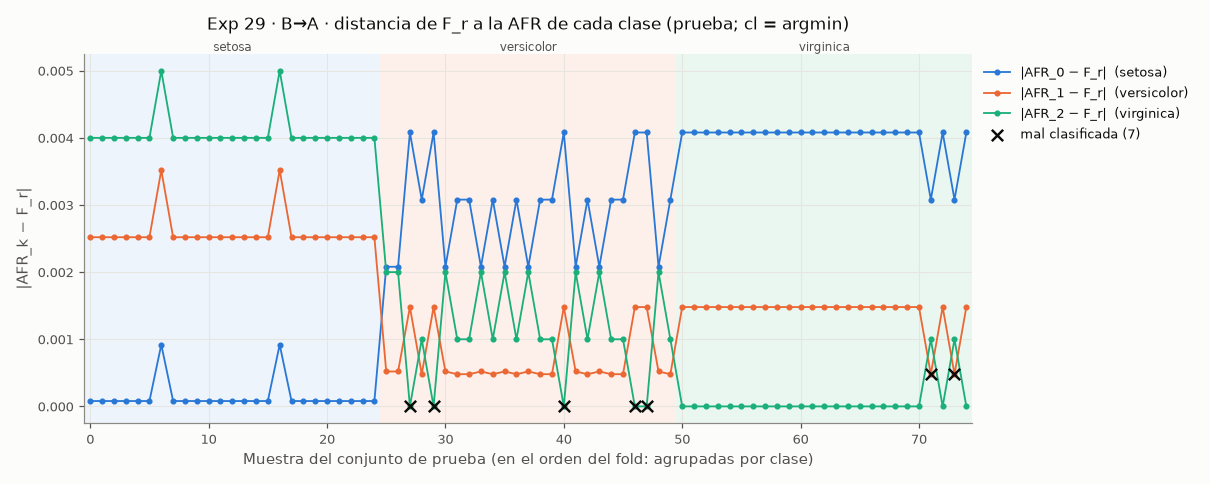 Exp 29 · B→A · distancia de F_r a la AFR de cada clase (prueba; cl = argmin)
setosa
versicolor
virginica
|AFR_0 − F_r| (setosa)
|AFR_1 − F_r| (versicolor)
|AFR_2 − F_r| (virginica)
mal clasificada (7)
|AFR_k − F_r|
0.005
0.004
0.003
0.002
0.001
0.000
0 10 20 30 40 50 60 70
Muestra del conjunto de prueba (en el orden del fold: agrupadas por clase)